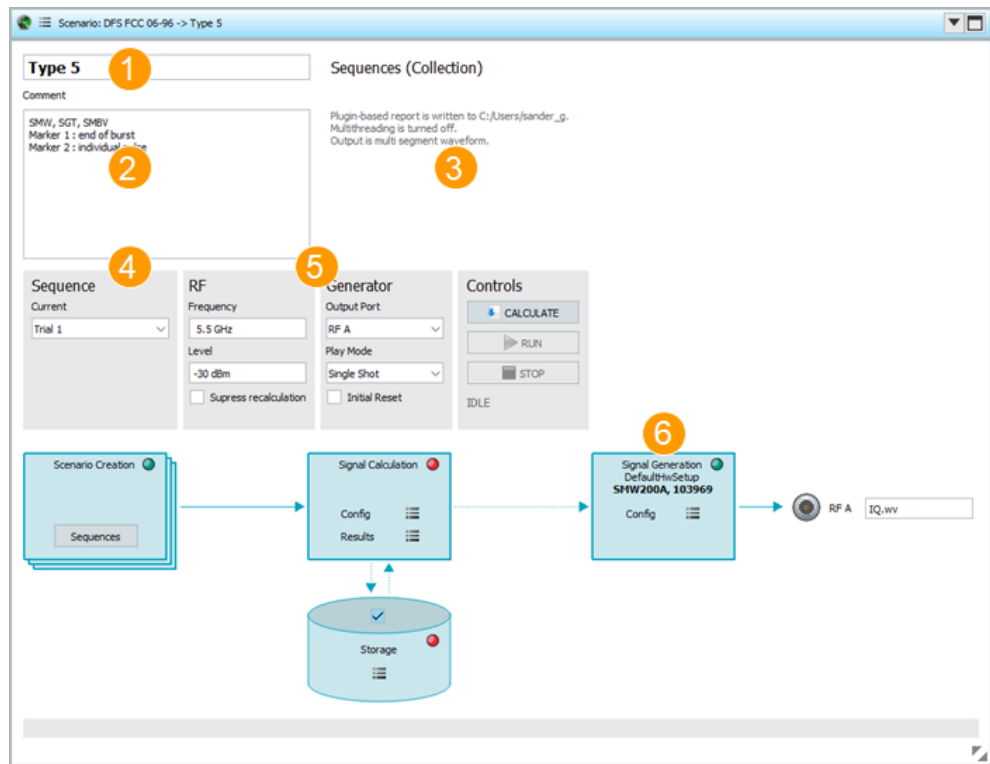 Scenario: DFS FCC 06-96 -> Type 5
Type 5
1
Sequences (Collection)
Comment
SMW, SGT, SMBV
Marker 1 : end of burst
Marker 2 : individual
2
Plugin-based report is written to C:/Users/sander_g.
Multithreading is turned off.
Output is multi segment waveform.
3
4
5
Sequence
Current
Trial 1
RF
Frequency
5.5 GHz
Level
-30 dBm
Supress recalculation
Generator
Output Port
RF A
Play Mode
Single Shot
Initial Reset
Controls
CALCULATE
RUN
STOP
IDLE
6
Scenario Creation
Sequences
Signal Calculation
Config
Results
Signal Generation
DefaultHwSetup
SMW200A, 103969
Config
RF A
IQ.wv
Storage